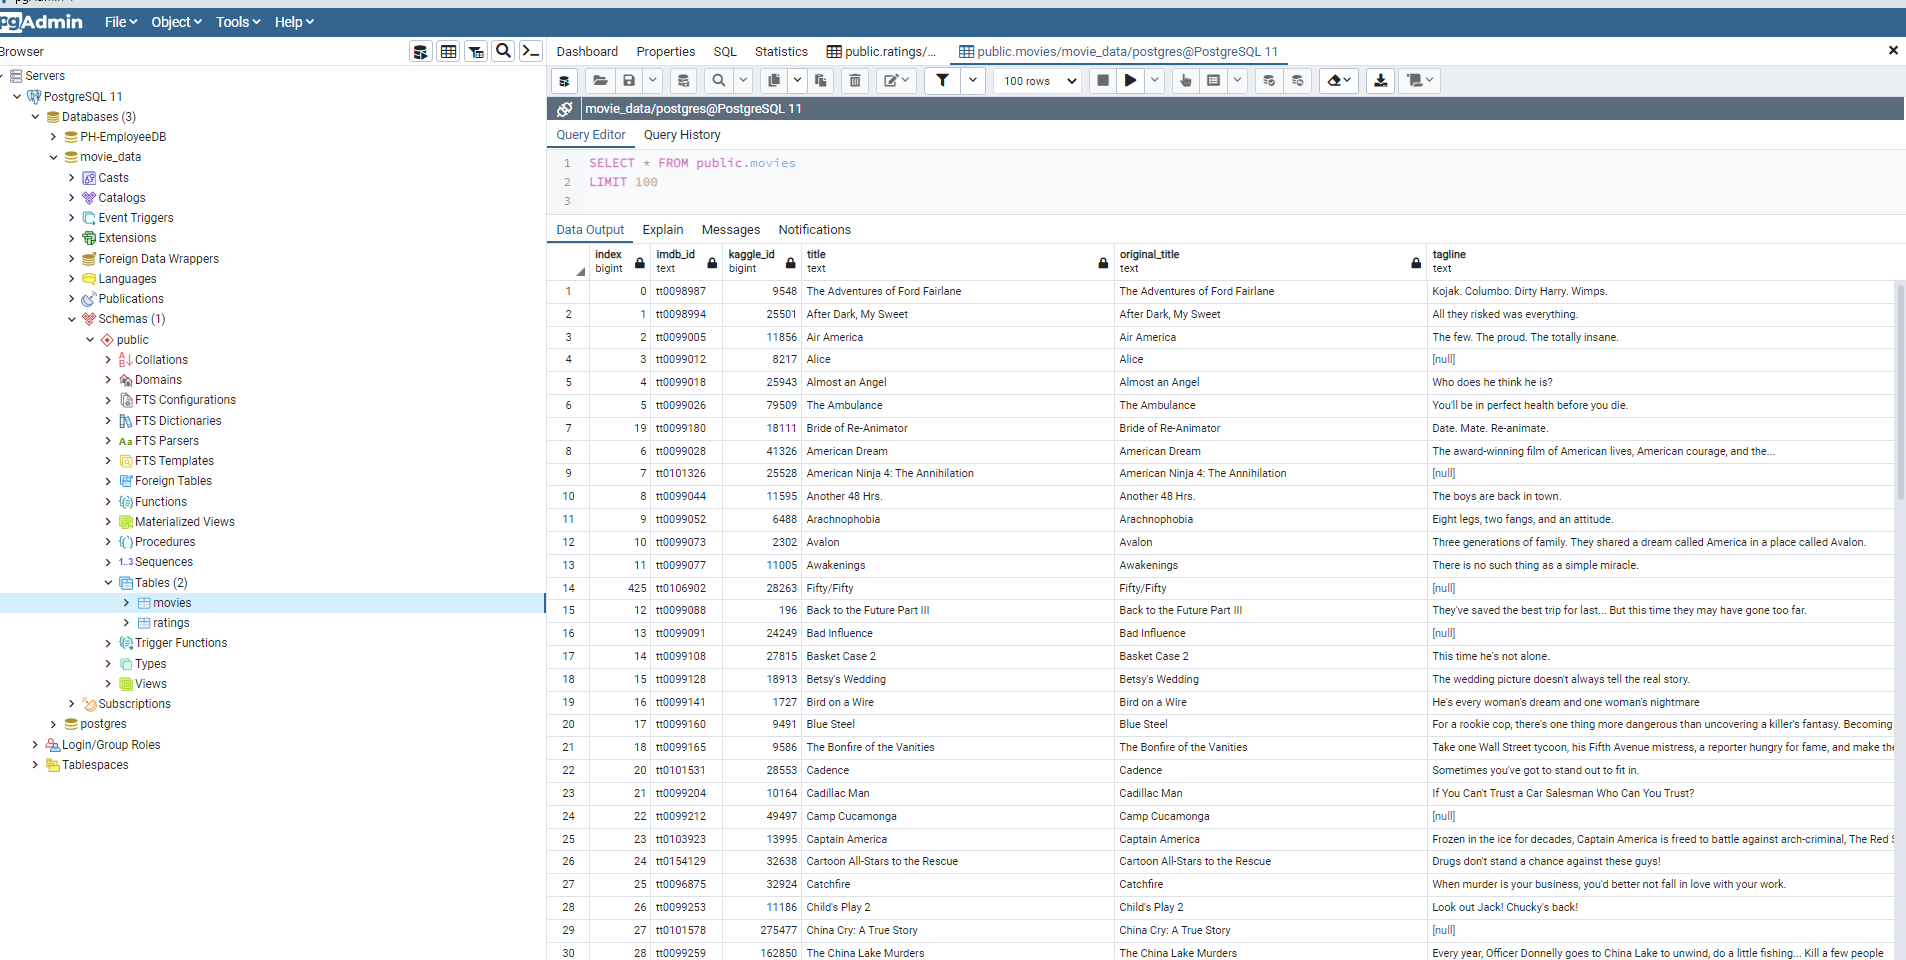 pgAdmin
File Object Tools Help
Browser
Dashboard Properties SQL Statistics public.ratings/... public.movies/movie_data/postgres@PostgreSQL 11
Servers
PostgreSQL 11
Databases (3)
PH-EmployeeDB
movie_data
Casts
Catalogs
Event Triggers
Extensions
Foreign Data Wrappers
Languages
Publications
Schemas (1)
public
Collations
Domains
FTS Configurations
FTS Dictionaries
Aa FTS Parsers
FTS Templates
Foreign Tables
Functions
Materialized Views
Procedures
1..3 Sequences
Tables (2)
movies
ratings
Trigger Functions
Types
Views
Subscriptions
postgres
Login/Group Roles
Tablespaces
100 rows
movie_data/postgres@PostgreSQL 11
Query Editor Query History
1 SELECT * FROM public.movies
2 LIMIT 100
3
Data Output Explain Messages Notifications
index imdb_id kaggle_id title original_title tagline
bigint text bigint text text text
1 0 tt0098987 9548 The Adventures of Ford Fairlane The Adventures of Ford Fairlane Kojak. Columbo. Dirty Harry. Wimps.
2 1 tt0098994 25501 After Dark, My Sweet After Dark, My Sweet All they risked was everything.
3 2 tt0099005 11856 Air America Air America The few. The proud. The totally insane.
4 3 tt0099012 8217 Alice Alice [null]
5 4 tt0099018 25943 Almost an Angel Almost an Angel Who does he think he is?
6 5 tt0099026 79509 The Ambulance The Ambulance You'll be in perfect health before you die.
7 19 tt0099180 18111 Bride of Re-Animator Bride of Re-Animator Date. Mate. Re-animate.
8 6 tt0099028 41326 American Dream American Dream The award-winning film of American lives, American courage, and the...
9 7 tt0101326 25528 American Ninja 4: The Annihilation American Ninja 4: The Annihilation [null]
10 8 tt0099044 11595 Another 48 Hrs. Another 48 Hrs. The boys are back in town.
11 9 tt0099052 6488 Arachnophobia Arachnophobia Eight legs, two fangs, and an attitude.
12 10 tt0099073 2302 Avalon Avalon Three generations of family. They shared a dream called America in a place called Avalon.
13 11 tt0099077 11005 Awakenings Awakenings There is no such thing as a simple miracle.
14 425 tt0106902 28263 Fifty/Fifty Fifty/Fifty [null]
15 12 tt0099088 196 Back to the Future Part III Back to the Future Part III They've saved the best trip for last... But this time they may have gone too far.
16 13 tt0099091 24249 Bad Influence Bad Influence [null]
17 14 tt0099108 27815 Basket Case 2 Basket Case 2 This time he's not alone.
18 15 tt0099128 18913 Betsy's Wedding Betsy's Wedding The wedding picture doesn't always tell the real story.
19 16 tt0099141 1727 Bird on a Wire Bird on a Wire He's every woman's dream and one woman's nightmare
20 17 tt0099160 9491 Blue Steel Blue Steel For a rookie cop, there's one thing more dangerous than uncovering a killer's fantasy. Becoming
21 18 tt0099165 9586 The Bonfire of the Vanities The Bonfire of the Vanities Take one Wall Street tycoon, his Fifth Avenue mistress, a reporter hungry for fame, and make the
22 20 tt0101531 28553 Cadence Cadence Sometimes you've got to stand out to fit in.
23 21 tt0099204 10164 Cadillac Man Cadillac Man If You Can't Trust a Car Salesman Who Can You Trust?
24 22 tt0099212 49497 Camp Cucamonga Camp Cucamonga [null]
25 23 tt0103923 13995 Captain America Captain America Frozen in the ice for decades, Captain America is freed to battle against arch-criminal, The Red S
26 24 tt0154129 32638 Cartoon All-Stars to the Rescue Cartoon All-Stars to the Rescue Drugs don't stand a chance against these guys!
27 25 tt0096875 32924 Catchfire Catchfire When murder is your business, you'd better not fall in love with your work.
28 26 tt0099253 11186 Child's Play 2 Child's Play 2 Look out Jack! Chucky's back!
29 27 tt0101578 275477 China Cry: A True Story China Cry: A True Story [null]
30 28 tt0099259 162850 The China Lake Murders The China Lake Murders Every year, Officer Donnelly goes to China Lake to unwind, do a little fishing... Kill a few people